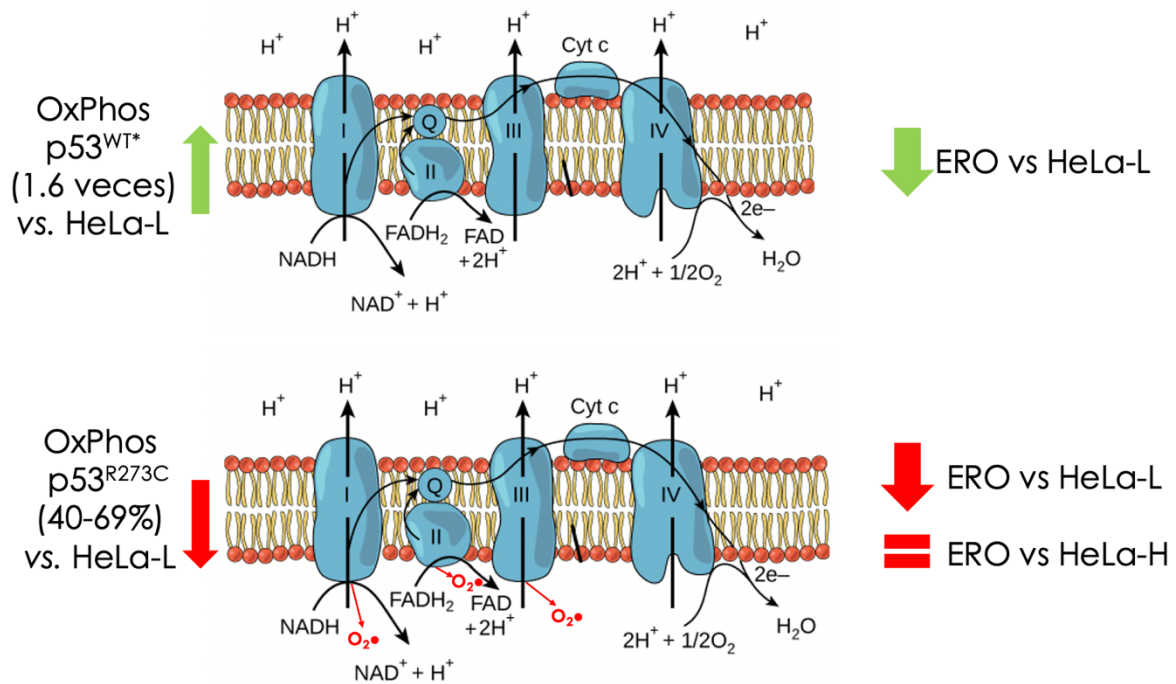 H⁺ H⁺ H⁺ H⁺ H⁺ H⁺
Cyt c
OxPhos
p53ᵂᵀ*
(1.6 veces)
vs. HeLa-L
I Q II III IV
ERO vs HeLa-L
NADH
FADH₂
FAD
+2H⁺
2e–
2H⁺ + 1/2O₂
H₂O
NAD⁺ + H⁺
H⁺ H⁺ H⁺ H⁺ H⁺ H⁺
Cyt c
OxPhos
p53ᴿ²⁷³ᶜ
(40-69%)
vs. HeLa-L
I Q II III IV
ERO vs HeLa-L
ERO vs HeLa-H
NADH
O₂•
FADH₂
O₂•
FAD
+2H⁺
O₂•
2e–
2H⁺ + 1/2O₂
H₂O
NAD⁺ + H⁺